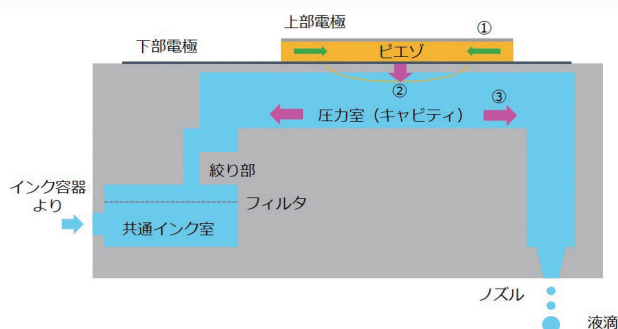 上部電極
①
下部電極
ピエゾ
②
③
圧力室（キャビティ）
絞り部
インク容器
より
フィルタ
共通インク室
ノズル
液滴